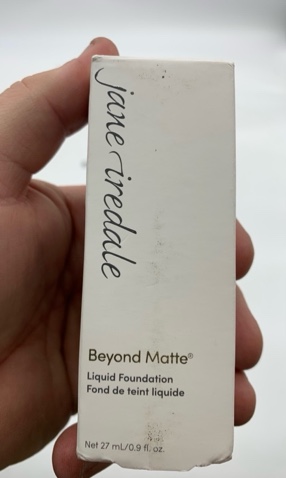 jane iredale
Beyond Matte®
Liquid Foundation
Fond de teint liquide
Net 27 mL/0.9 fl. oz.